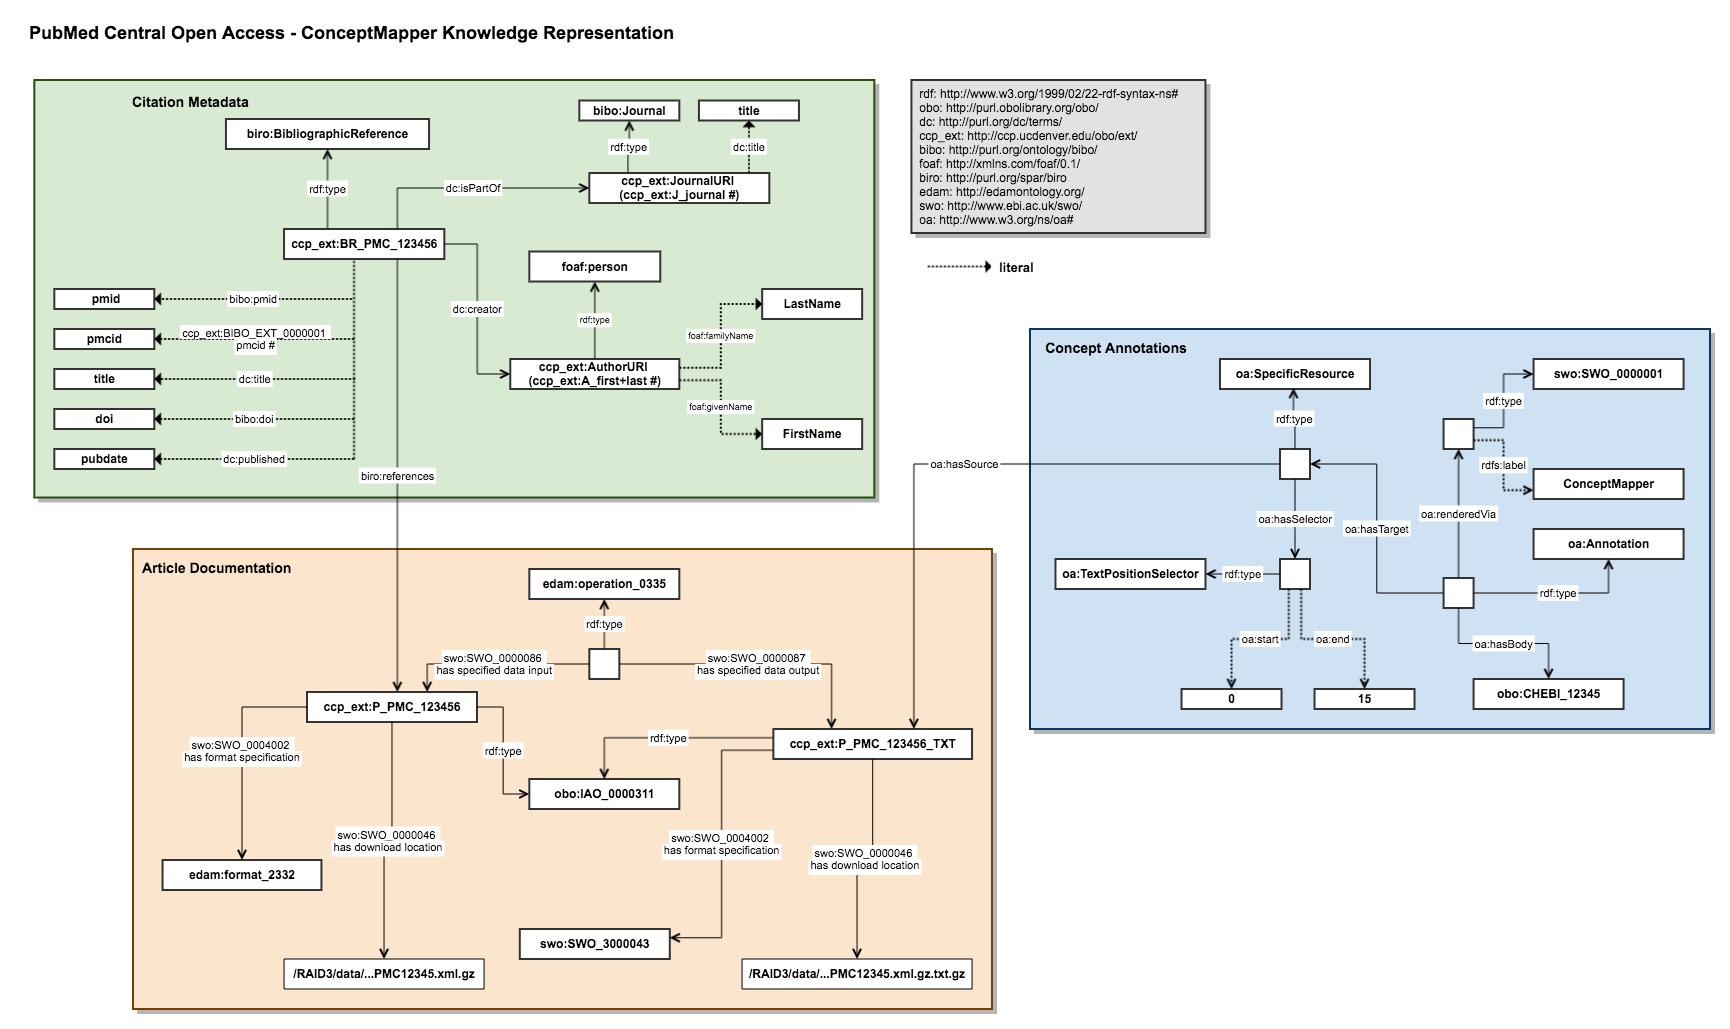 PubMed Central Open Access - ConceptMapper Knowledge Representation
Citation Metadata
biro:BibliographicReference
bibo:Journal
title
rdf:type
rdf:type
dc:title
dc:isPartOf
ccp_ext:JournalURI
(ccp_ext:J_journal #)
ccp_ext:BR_PMC_123456
foaf:person
pmid
bibo:pmid
dc:creator
rdf:type
LastName
foaf:familyName
pmcid
ccp_ext:BIBO_EXT_0000001
pmcid #
title
dc:title
ccp_ext:AuthorURI
(ccp_ext:A_first+last #)
foaf:givenName
doi
bibo:doi
FirstName
pubdate
dc:published
biro:references
rdf: http://www.w3.org/1999/02/22-rdf-syntax-ns#
obo: http://purl.obolibrary.org/obo/
dc: http://purl.org/dc/terms/
ccp_ext: http://ccp.ucdenver.edu/obo/ext/
bibo: http://purl.org/ontology/bibo/
foaf: http://xmlns.com/foaf/0.1/
biro: http://purl.org/spar/biro
edam: http://edamontology.org/
swo: http://www.ebi.ac.uk/swo/
oa: http://www.w3.org/ns/oa#
literal
Concept Annotations
oa:SpecificResource
swo:SWO_0000001
rdf:type
rdf:type
oa:hasSource
rdfs:label
ConceptMapper
oa:hasSelector
oa:hasTarget
oa:renderedVia
oa:Annotation
oa:TextPositionSelector
rdf:type
rdf:type
oa:start
oa:end
oa:hasBody
0
15
obo:CHEBI_12345
Article Documentation
edam:operation_0335
rdf:type
swo:SWO_0000086
has specified data input
swo:SWO_0000087
has specified data output
ccp_ext:P_PMC_123456
swo:SWO_0004002
has format specification
rdf:type
rdf:type
ccp_ext:P_PMC_123456_TXT
obo:IAO_0000311
swo:SWO_0000046
has download location
swo:SWO_0004002
has format specification
swo:SWO_0000046
has download location
edam:format_2332
swo:SWO_3000043
/RAID3/data/...PMC12345.xml.gz
/RAID3/data/...PMC12345.xml.gz.txt.gz